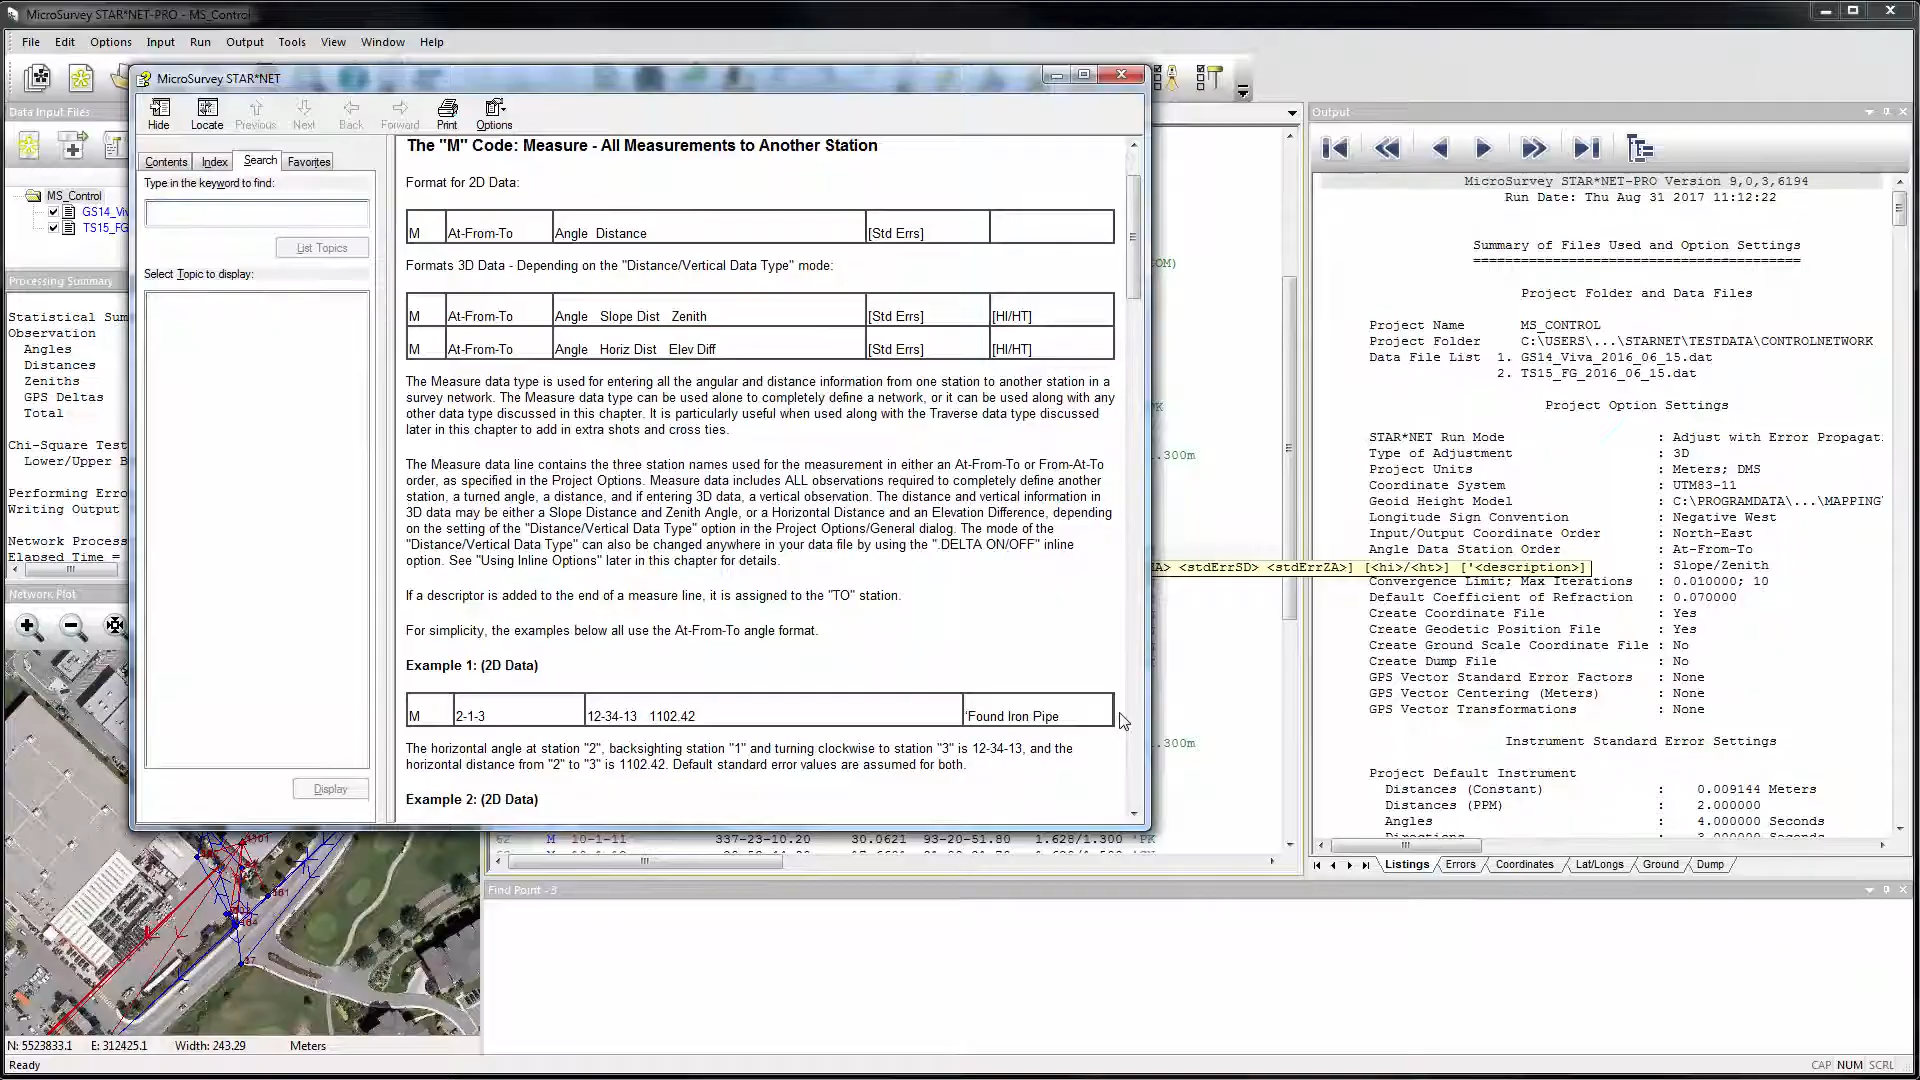 MicroSurvey STAR*NET-PRO - MS_Control
File Edit Options Input Run Output Tools View Window Help
MicroSurvey STAR*NET
Hide Locate Previous Next Back Forward Print Options
Contents Index Search Favorites
Type in the keyword to find:
List Topics
Select Topic to display:
Display
The "M" Code: Measure - All Measurements to Another Station
Format for 2D Data:
M At-From-To Angle Distance [Std Errs]
Formats 3D Data - Depending on the "Distance/Vertical Data Type" mode:
M At-From-To Angle Slope Dist Zenith [Std Errs] [HI/HT]
M At-From-To Angle Horiz Dist Elev Diff [Std Errs] [HI/HT]
The Measure data type is used for entering all the angular and distance information from one station to another station in a
survey network. The Measure data type can be used alone to completely define a network, or it can be used along with any
other data type discussed in this chapter. It is particularly useful when used along with the Traverse data type discussed
later in this chapter to add in extra shots and cross ties.
The Measure data line contains the three station names used for the measurement in either an At-From-To or From-At-To
order, as specified in the Project Options. Measure data includes ALL observations required to completely define another
station, a turned angle, a distance, and if entering 3D data, a vertical observation. The distance and vertical information in
3D data may be either a Slope Distance and Zenith Angle, or a Horizontal Distance and an Elevation Difference, depending
on the setting of the "Distance/Vertical Data Type" option in the Project Options/General dialog. The mode of the
"Distance/Vertical Data Type" can also be changed anywhere in your data file by using the ".DELTA ON/OFF" inline
option. See "Using Inline Options" later in this chapter for details.
If a descriptor is added to the end of a measure line, it is assigned to the "TO" station.
For simplicity, the examples below all use the At-From-To angle format.
Example 1: (2D Data)
M 2-1-3 12-34-13 1102.42 'Found Iron Pipe
The horizontal angle at station "2", backsighting station "1" and turning clockwise to station "3" is 12-34-13, and the
horizontal distance from "2" to "3" is 1102.42. Default standard error values are assumed for both.
Example 2: (2D Data)
Data Input Files
MS_Control
GS14_Viv
TS15_FG
Processing Summary
Statistical Sum
Observation
Angles
Distances
Zeniths
GPS Deltas
Total
Chi-Square Test
Lower/Upper B
Performing Erro
Writing Output
Network Process
Elapsed Time =
Network Plot
OM)
PK
.300m
A> <stdErrSD> <stdErrZA>] [<hi>/<ht>] ['<description>]
.300m
62 M 10-1-11 337-23-10.20 30.0621 93-20-51.80 1.628/1.300 'PK
Find Point - 3
Output
MicroSurvey STAR*NET-PRO Version 9,0,3,6194
Run Date: Thu Aug 31 2017 11:12:22
Summary of Files Used and Option Settings
=========================================
Project Folder and Data Files
Project Name MS_CONTROL
Project Folder C:\USERS\...\STARNET\TESTDATA\CONTROLNETWORK
Data File List 1. GS14_Viva_2016_06_15.dat
2. TS15_FG_2016_06_15.dat
Project Option Settings
STAR*NET Run Mode : Adjust with Error Propagat
Type of Adjustment : 3D
Project Units : Meters; DMS
Coordinate System : UTM83-11
Geoid Height Model : C:\PROGRAMDATA\...\MAPPING
Longitude Sign Convention : Negative West
Input/Output Coordinate Order : North-East
Angle Data Station Order : At-From-To
: Slope/Zenith
Convergence Limit; Max Iterations : 0.010000; 10
Default Coefficient of Refraction : 0.070000
Create Coordinate File : Yes
Create Geodetic Position File : Yes
Create Ground Scale Coordinate File : No
Create Dump File : No
GPS Vector Standard Error Factors : None
GPS Vector Centering (Meters) : None
GPS Vector Transformations : None
Instrument Standard Error Settings
Project Default Instrument
Distances (Constant) : 0.009144 Meters
Distances (PPM) : 2.000000
Angles : 4.000000 Seconds
Directions : 3.000000 Seconds
Listings Errors Coordinates Lat/Longs Ground Dump
N: 5523833.1 E: 312425.1 Width: 243.29 Meters
Ready
CAP NUM SCRL